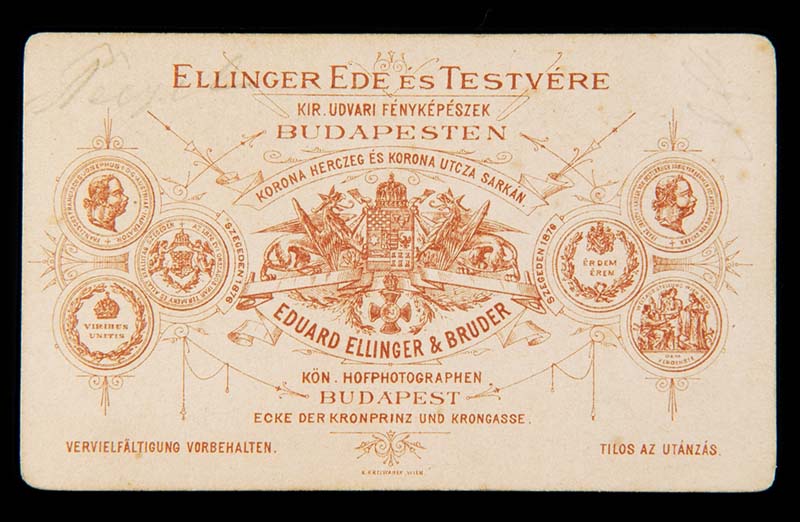 ELLINGER EDE ÉS TESTVÉRE
KIR. UDVARI FÉNYKÉPÉSZEK
BUDAPESTEN
KORONA HERCZEG ÉS KORONA UTCZA SARKÁN.
SZEGEDEN 1876
SZEGEDEN 1876
VIRIBUS
UNITIS
ÉRDEM
ÉREM
EDUARD ELLINGER & BRUDER
KÖN. HOFPHOTOGRAPHEN
BUDAPEST
ECKE DER KRONPRINZ UND KRONGASSE.
VERVIELFÄLTIGUNG VORBEHALTEN.
TILOS AZ UTÁNZÁS.
WIEN